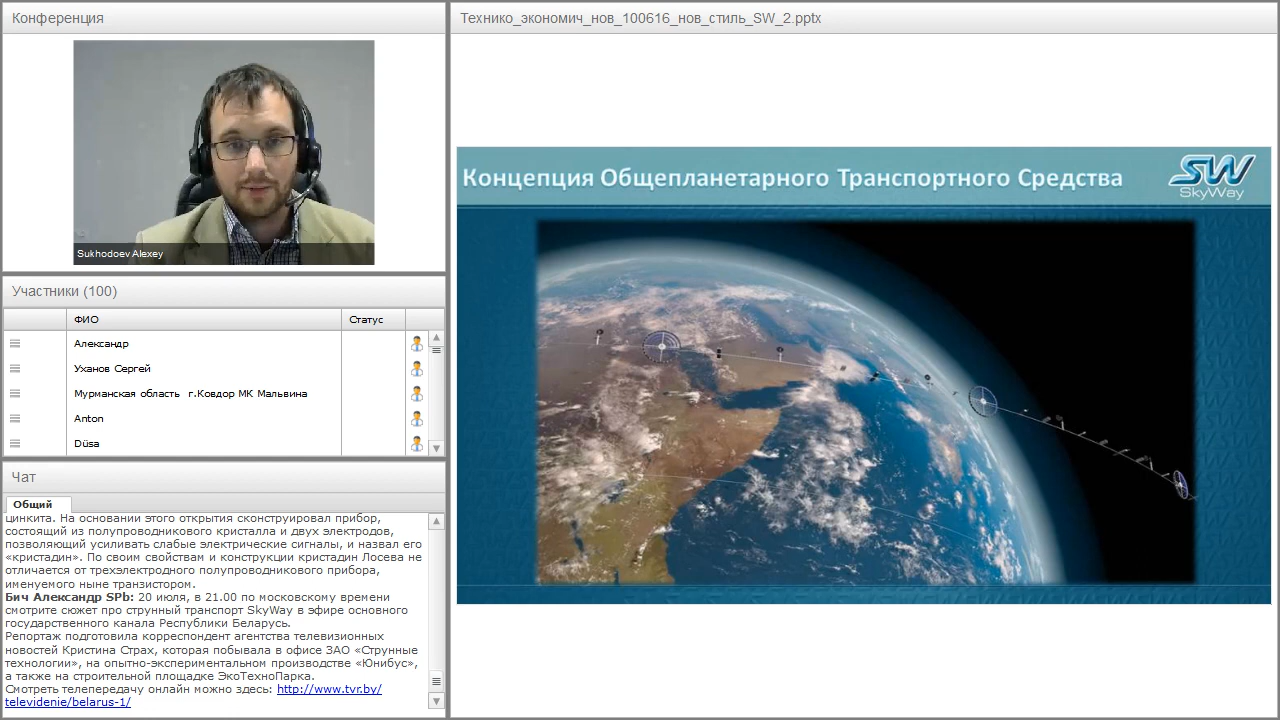 Конференция
Sukhodoev Alexey
Участники (100)
ФИО
Статус
Александр
Уханов Сергей
Мурманская область г.Ковдор МК Мальвина
Anton
Düsa
Чат
Общий
цинкита. На основании этого открытия сконструировал прибор,
состоящий из полупроводникового кристалла и двух электродов,
позволяющий усиливать слабые электрические сигналы, и назвал его
«кристадин». По своим свойствам и конструкции кристадин Лосева не
отличается от трехэлектродного полупроводникового прибора,
именуемого ныне транзистором.
Бич Александр SPb: 20 июля, в 21.00 по московскому времени
смотрите сюжет про струнный транспорт SkyWay в эфире основного
государственного канала Республики Беларусь.
Репортаж подготовила корреспондент агентства телевизионных
новостей Кристина Страх, которая побывала в офисе ЗАО «Струнные
технологии», на опытно-экспериментальном производстве «Юнибус»,
а также на строительной площадке ЭкоТехноПарка.
Смотреть телепередачу онлайн можно здесь: http://www.tvr.by/
televidenie/belarus-1/
Технико_экономич_нов_100616_нов_стиль_SW_2.pptx
Концепция Общепланетарного Транспортного Средства
SW
SkyWay